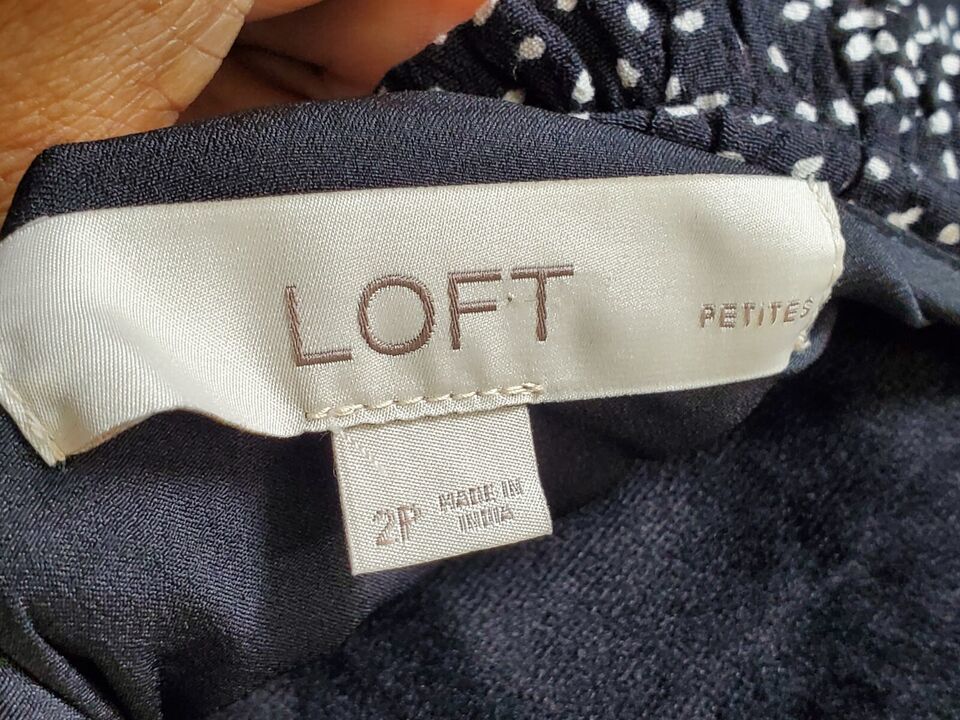 LOFT
PETITES
2P
MADE IN
INDIA